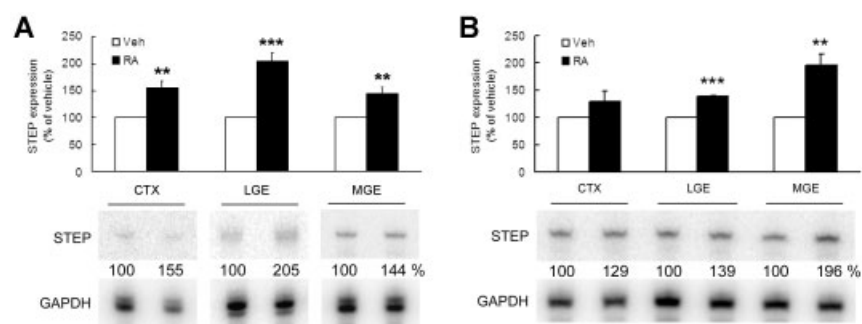 A
B
STEP expression
(% of vehicle)
250
200
150
100
50
0
Veh
RA
** *** **
CTX LGE MGE
STEP
100 155 100 205 100 144 %
GAPDH
STEP expression
(% of vehicle)
250
200
150
100
50
0
Veh
RA
*** **
CTX LGE MGE
STEP
100 129 100 139 100 196 %
GAPDH